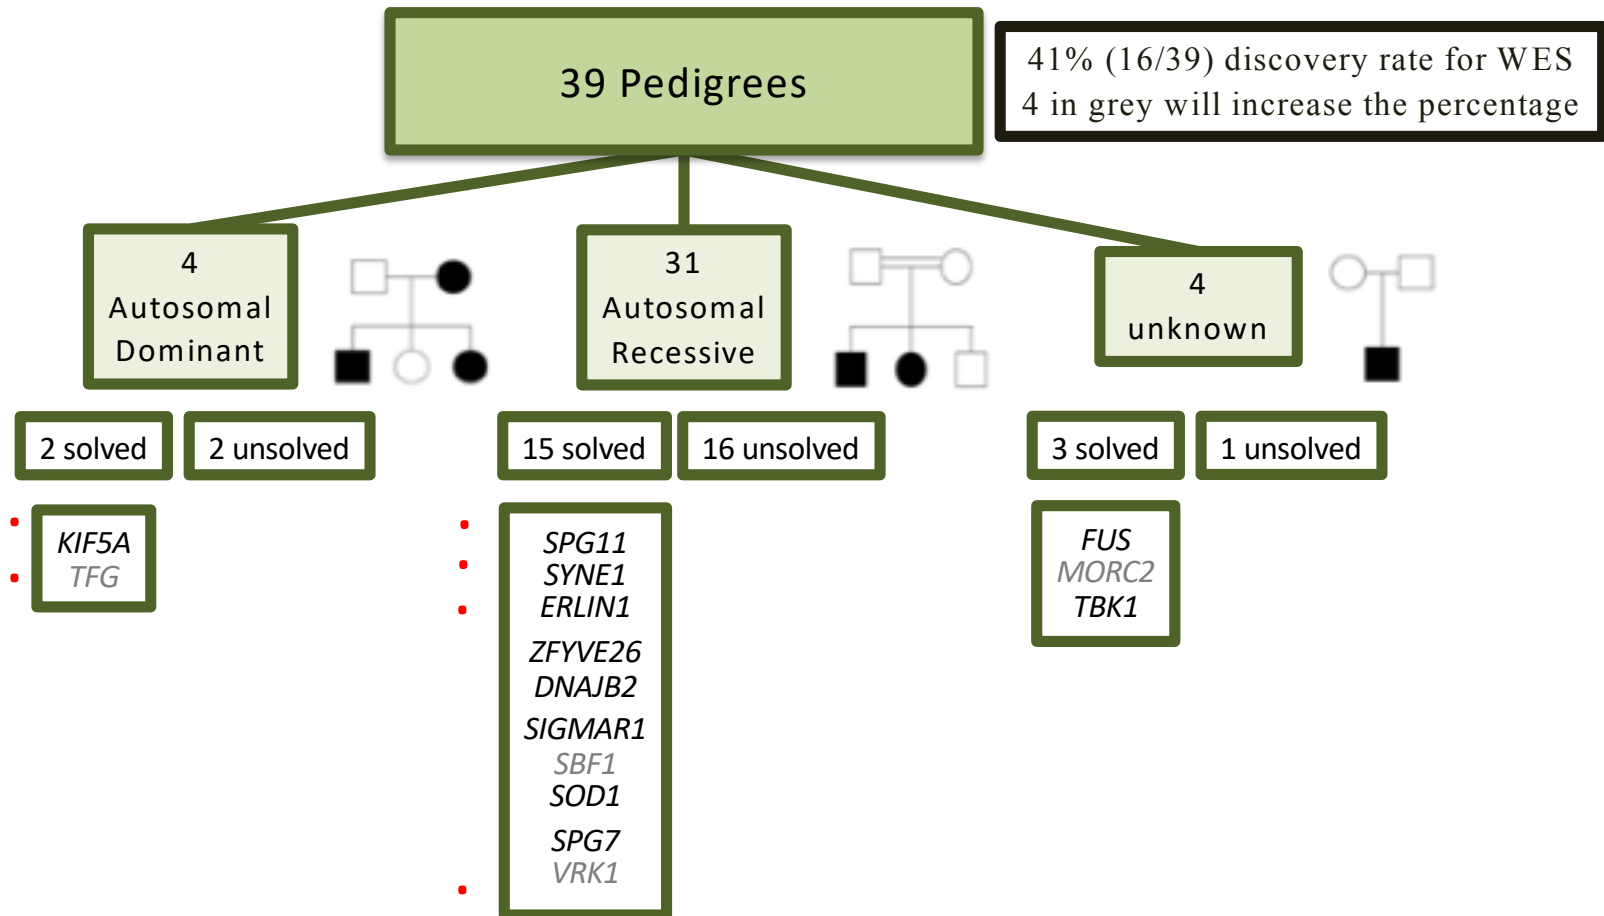 39 Pedigrees
41% (16/39) discovery rate for WES
4 in grey will increase the percentage
4
Autosomal
Dominant
31
Autosomal
Recessive
4
unknown
2 solved
2 unsolved
15 solved
16 unsolved
3 solved
1 unsolved
KIF5A
TFG
SPG11
SYNE1
ERLIN1
ZFYVE26
DNAJB2
SIGMAR1
SBF1
SOD1
SPG7
VRK1
FUS
MORC2
TBK1